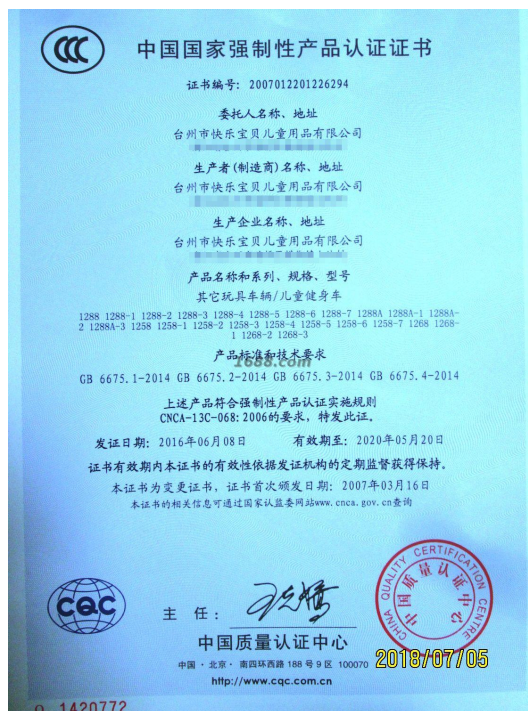 CCC
中国国家强制性产品认证证书
证书编号: 2007012201226294
委托人名称、地址
台州市快乐宝贝儿童用品有限公司
生产者(制造商)名称、地址
台州市快乐宝贝儿童用品有限公司
生产企业名称、地址
台州市快乐宝贝儿童用品有限公司
产品名称和系列、规格、型号
其它玩具车辆/儿童健身车
1288 1288-1 1288-2 1288-3 1288-4 1288-5 1288-6 1288-7 1288A 1288A-1 1288A-
2 1288A-3 1258 1258-1 1258-2 1258-3 1258-4 1258-5 1258-6 1258-7 1268 1268-
1 1268-2 1268-3
产品标准和技术要求
1688.com
GB 6675.1-2014 GB 6675.2-2014 GB 6675.3-2014 GB 6675.4-2014
上述产品符合强制性产品认证实施规则
CNCA-13C-068:2006的要求，特发此证。
发证日期: 2016年06月08日 有效期至: 2020年05月20日
证书有效期内本证书的有效性依据发证机构的定期监督获得保持。
本证书为变更证书，证书首次颁发日期: 2007年03月16日
本证书的相关信息可通过国家认监委网站www.cnca.gov.cn查询
CQC
主 任:
中国质量认证中心
中国·北京·南四环西路188号9区 100070
http://www.cqc.com.cn
CHINA QUALITY CERTIFICATION CENTRE
中国质量认证中心
2018/07/05
1420772